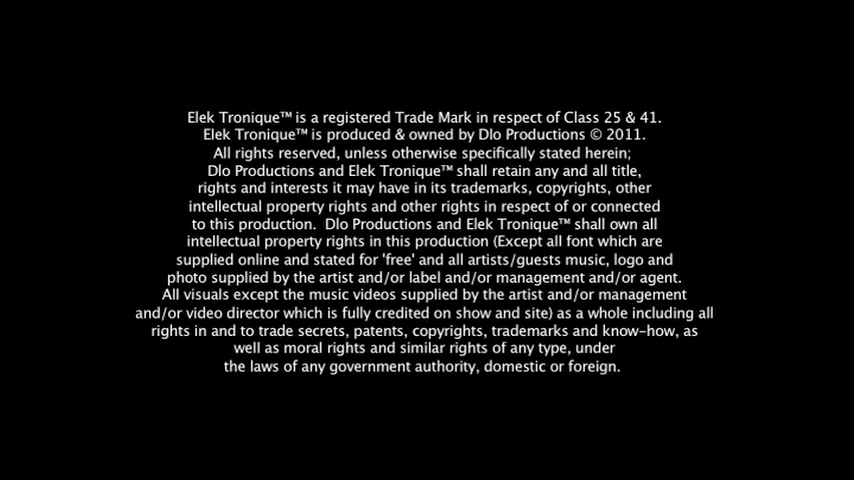 Elek Tronique™ is a registered Trade Mark in respect of Class 25 & 41.
Elek Tronique™ is produced & owned by Dlo Productions © 2011.
All rights reserved, unless otherwise specifically stated herein;
Dlo Productions and Elek Tronique™ shall retain any and all title,
rights and interests it may have in its trademarks, copyrights, other
intellectual property rights and other rights in respect of or connected
to this production.  Dlo Productions and Elek Tronique™ shall own all
intellectual property rights in this production (Except all font which are
supplied online and stated for 'free' and all artists/guests music, logo and
photo supplied by the artist and/or label and/or management and/or agent.
All visuals except the music videos supplied by the artist and/or management
and/or video director which is fully credited on show and site) as a whole including all
rights in and to trade secrets, patents, copyrights, trademarks and know-how, as
well as moral rights and similar rights of any type, under
the laws of any government authority, domestic or foreign.